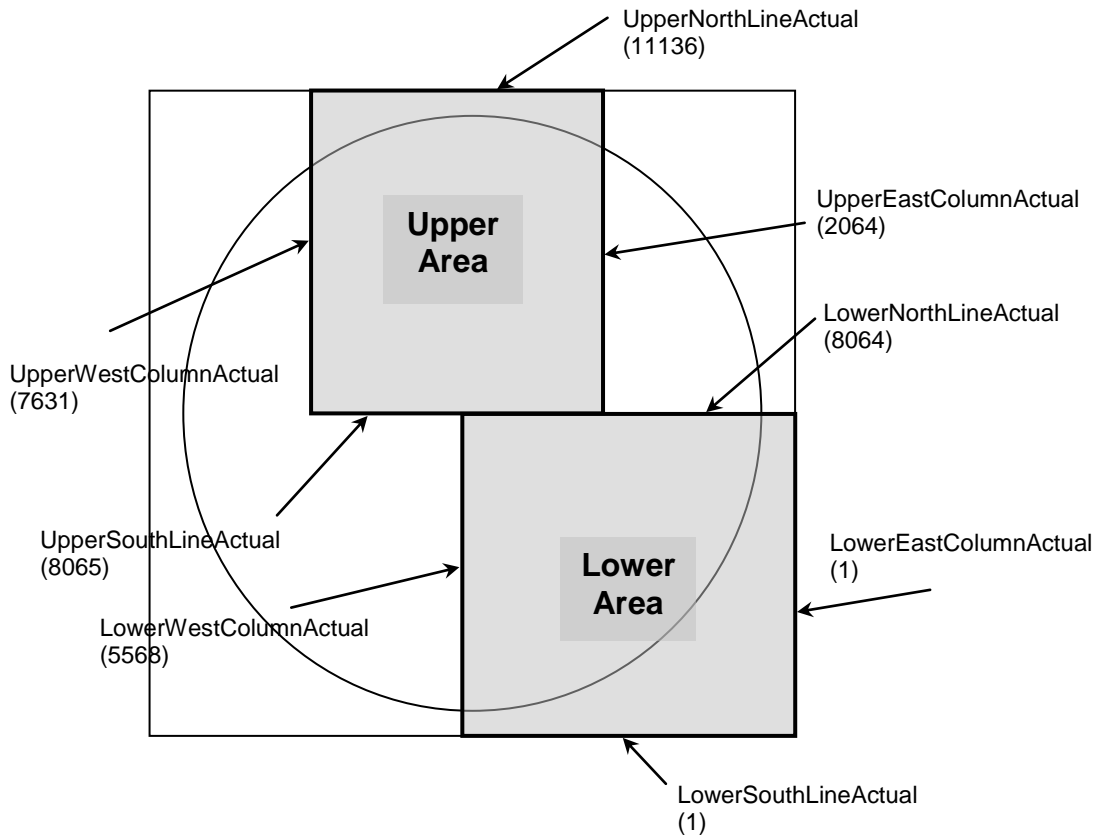 UpperNorthLineActual
(11136)
Upper
Area
UpperEastColumnActual
(2064)
LowerNorthLineActual
(8064)
UpperWestColumnActual
(7631)
UpperSouthLineActual
(8065)
Lower
Area
LowerEastColumnActual
(1)
LowerWestColumnActual
(5568)
LowerSouthLineActual
(1)